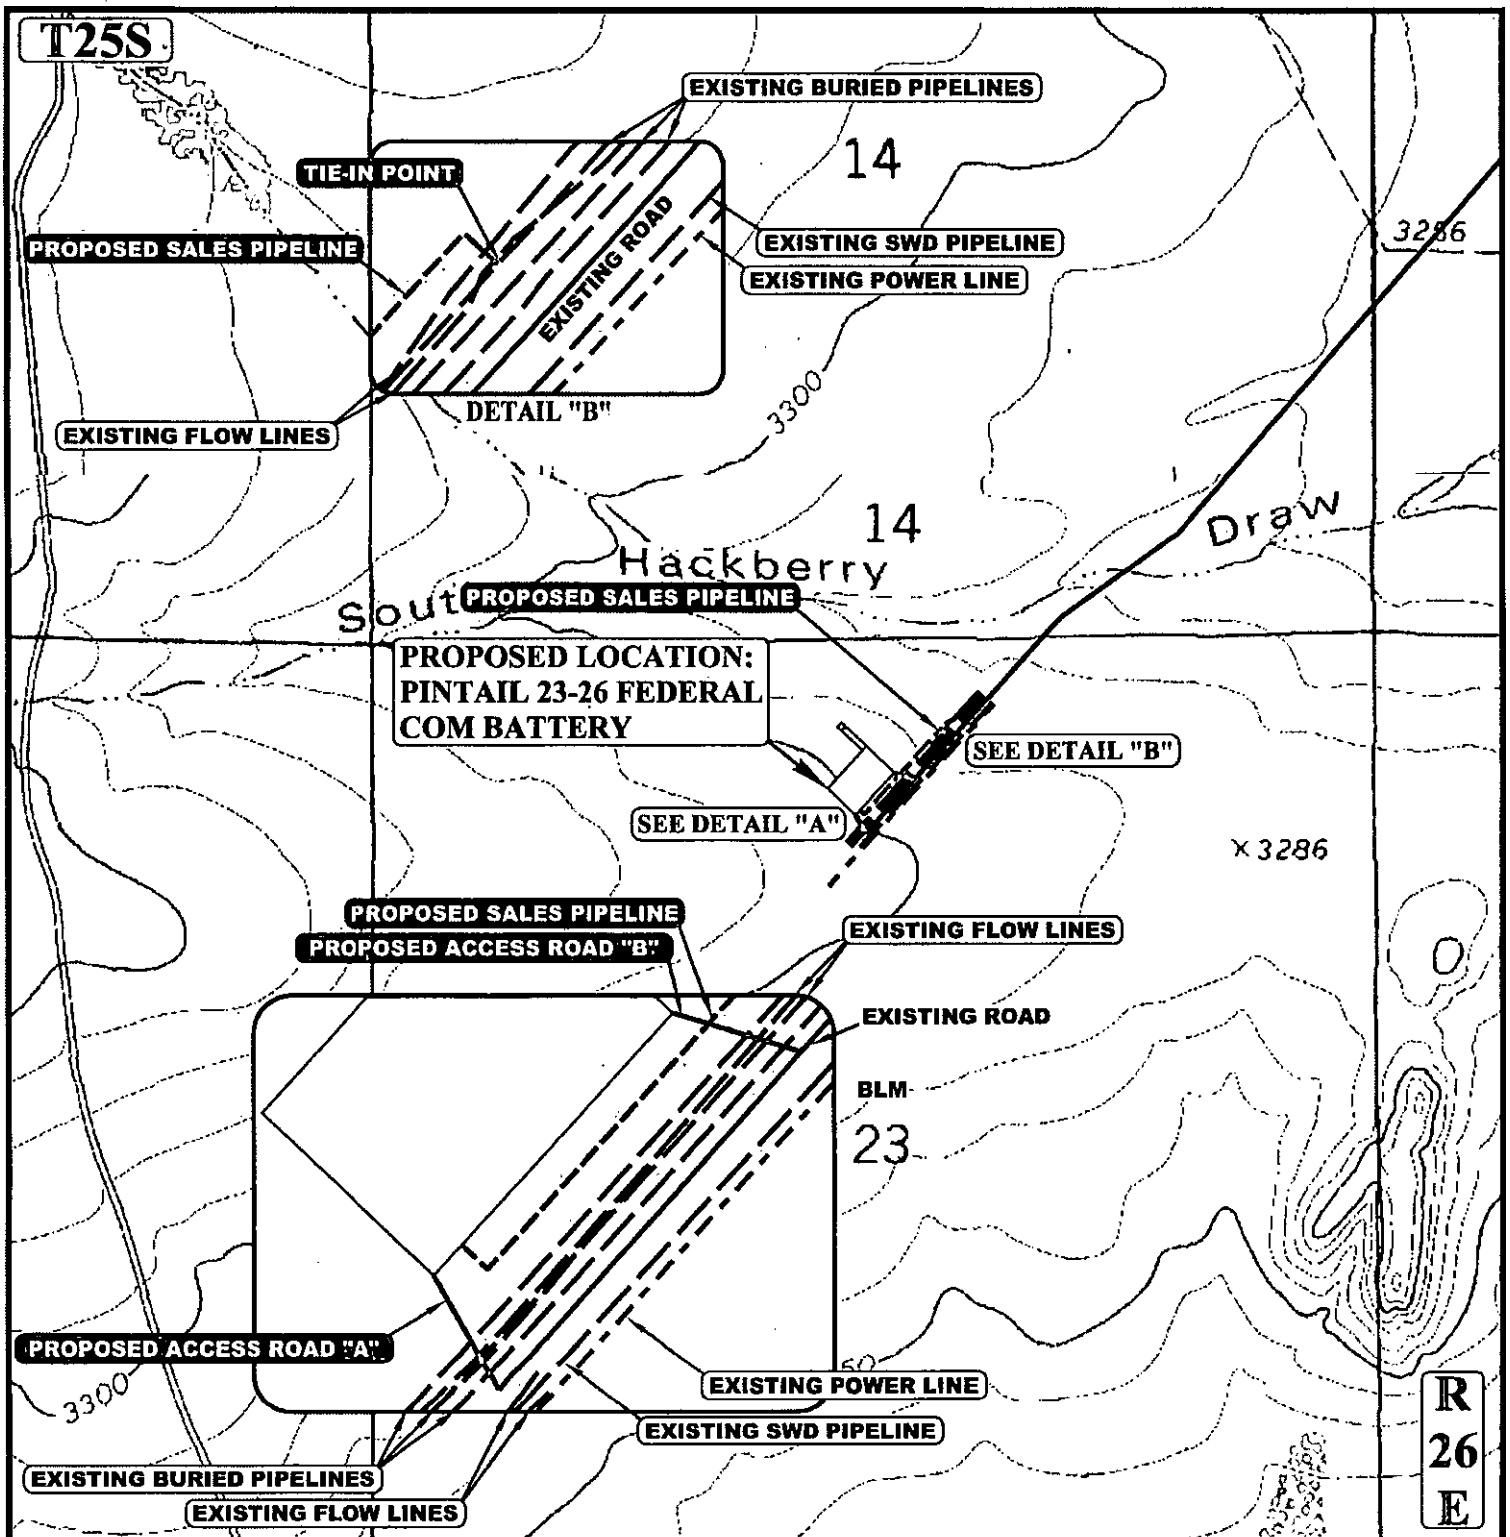 T25S
EXISTING BURIED PIPELINES
14
TIE-IN POINT
EXISTING ROAD
3286
PROPOSED SALES PIPELINE
EXISTING SWD PIPELINE
EXISTING POWER LINE
3300
DETAIL "B"
EXISTING FLOW LINES
14
Draw
Hackberry
PROPOSED SALES PIPELINE
Sout
PROPOSED LOCATION:
PINTAIL 23-26 FEDERAL
COM BATTERY
SEE DETAIL "B"
SEE DETAIL "A"
3286
PROPOSED SALES PIPELINE
EXISTING FLOW LINES
PROPOSED ACCESS ROAD "B"
EXISTING ROAD
BLM
23
PROPOSED ACCESS ROAD "A"
50
EXISTING POWER LINE
3300
EXISTING SWD PIPELINE
EXISTING BURIED PIPELINES
EXISTING FLOW LINES
R
26
E